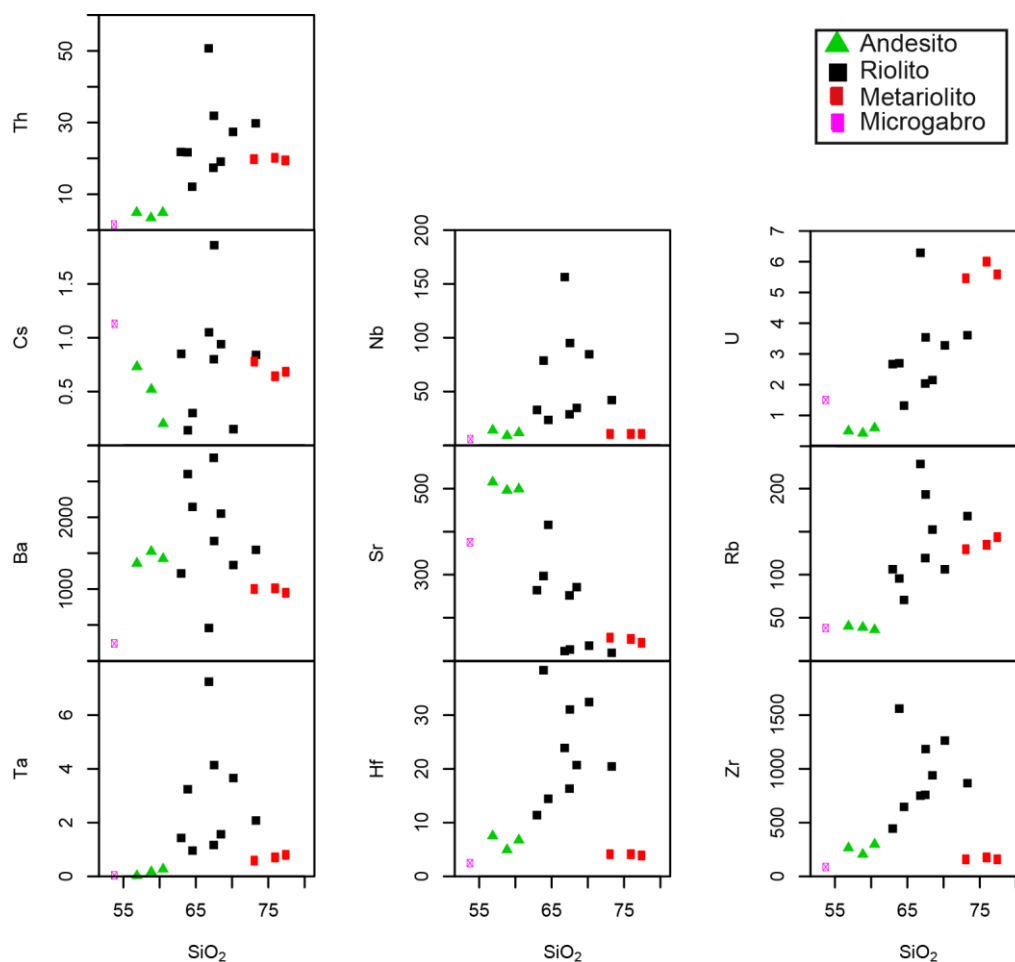 Andesito
Riolito
Metariolito
Microgabro
Th
10 30 50
Cs
0.5 1.0 1.5
Nb
50 100 150 200
U
1 2 3 4 5 6 7
Ba
1000 2000
Sr
300 500
Rb
50 100 200
Ta
0 2 4 6
Hf
0 10 20 30
Zr
0 500 1000 1500
55 65 75
55 65 75
55 65 75
SiO₂
SiO₂
SiO₂